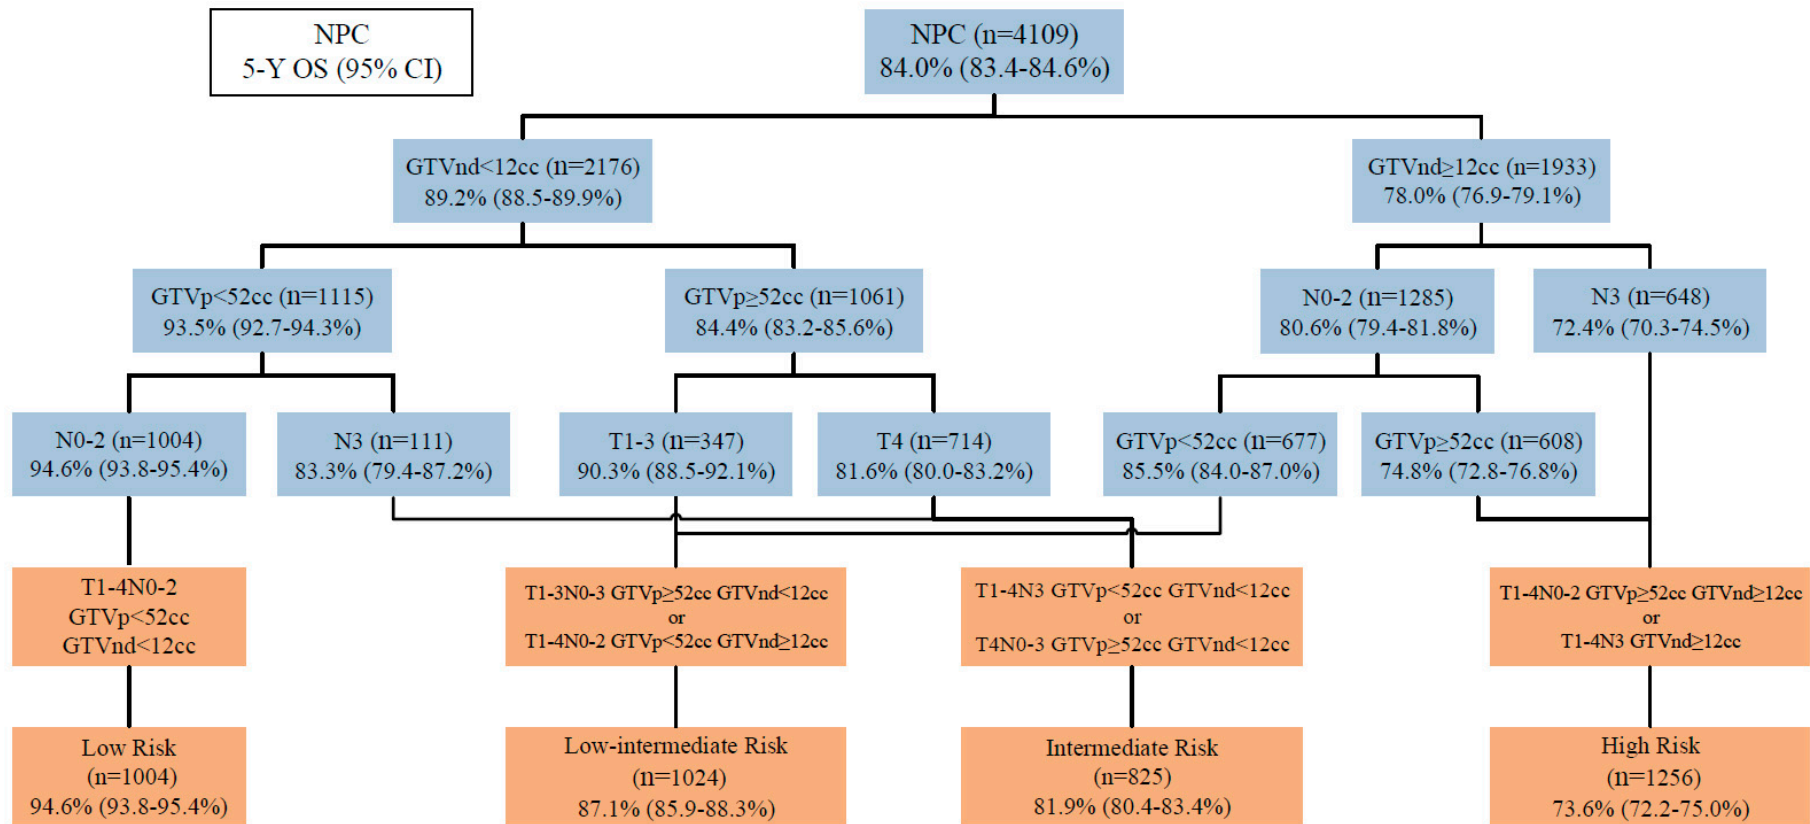 NPC
5-Y OS (95% CI)
NPC (n=4109)
84.0% (83.4-84.6%)
GTVnd<12cc (n=2176)
89.2% (88.5-89.9%)
GTVnd≥12cc (n=1933)
78.0% (76.9-79.1%)
GTVp<52cc (n=1115)
93.5% (92.7-94.3%)
GTVp≥52cc (n=1061)
84.4% (83.2-85.6%)
N0-2 (n=1285)
80.6% (79.4-81.8%)
N3 (n=648)
72.4% (70.3-74.5%)
N0-2 (n=1004)
94.6% (93.8-95.4%)
N3 (n=111)
83.3% (79.4-87.2%)
T1-3 (n=347)
90.3% (88.5-92.1%)
T4 (n=714)
81.6% (80.0-83.2%)
GTVp<52cc (n=677)
85.5% (84.0-87.0%)
GTVp≥52cc (n=608)
74.8% (72.8-76.8%)
T1-4N0-2
GTVp<52cc
GTVnd<12cc
T1-3N0-3 GTVp≥52cc GTVnd<12cc
or
T1-4N0-2 GTVp<52cc GTVnd≥12cc
T1-4N3 GTVp<52cc GTVnd<12cc
or
T4N0-3 GTVp≥52cc GTVnd<12cc
T1-4N0-2 GTVp≥52cc GTVnd≥12cc
or
T1-4N3 GTVnd≥12cc
Low Risk
(n=1004)
94.6% (93.8-95.4%)
Low-intermediate Risk
(n=1024)
87.1% (85.9-88.3%)
Intermediate Risk
(n=825)
81.9% (80.4-83.4%)
High Risk
(n=1256)
73.6% (72.2-75.0%)